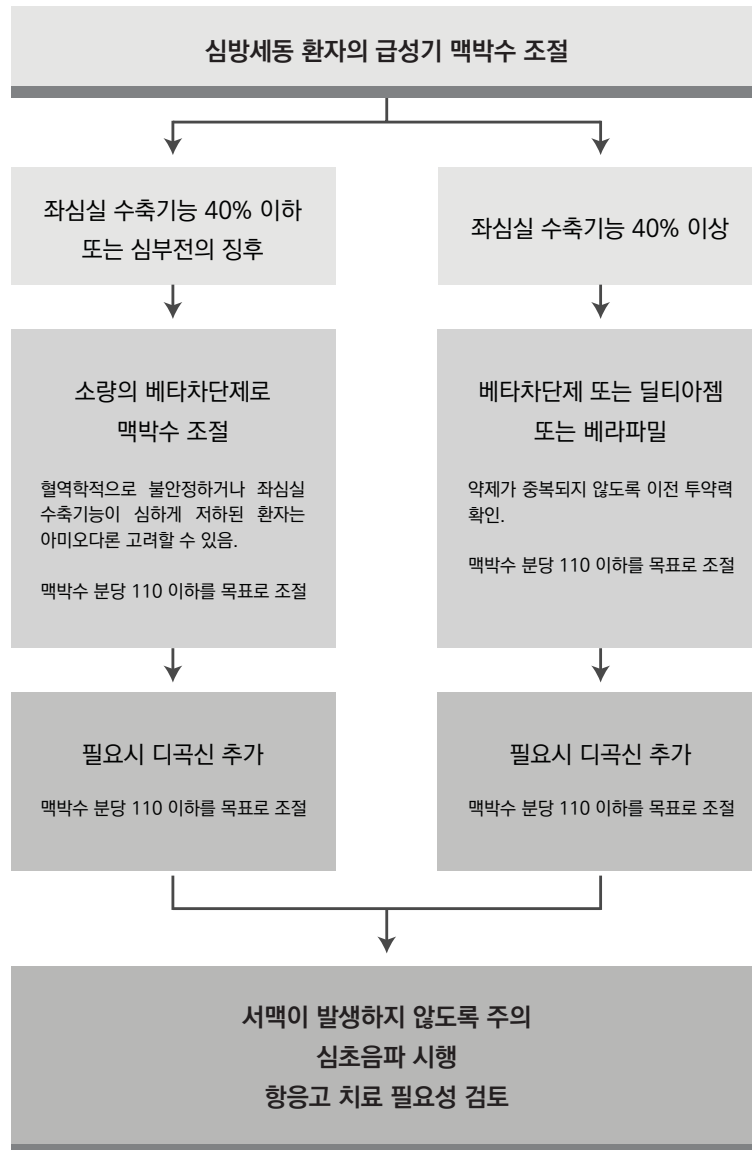 심방세동 환자의 급성기 맥박수 조절
좌심실 수축기능 40% 이하
또는 심부전의 징후
소량의 베타차단제로
맥박수 조절
혈역학적으로 불안정하거나 좌심실
수축기능이 심하게 저하된 환자는
아미오다론 고려할 수 있음.
맥박수 분당 110 이하를 목표로 조절
필요시 디곡신 추가
맥박수 분당 110 이하를 목표로 조절
좌심실 수축기능 40% 이상
베타차단제 또는 딜티아젬
또는 베라파밀
약제가 중복되지 않도록 이전 투약력
확인.
맥박수 분당 110 이하를 목표로 조절
필요시 디곡신 추가
맥박수 분당 110 이하를 목표로 조절
서맥이 발생하지 않도록 주의
심초음파 시행
항응고 치료 필요성 검토